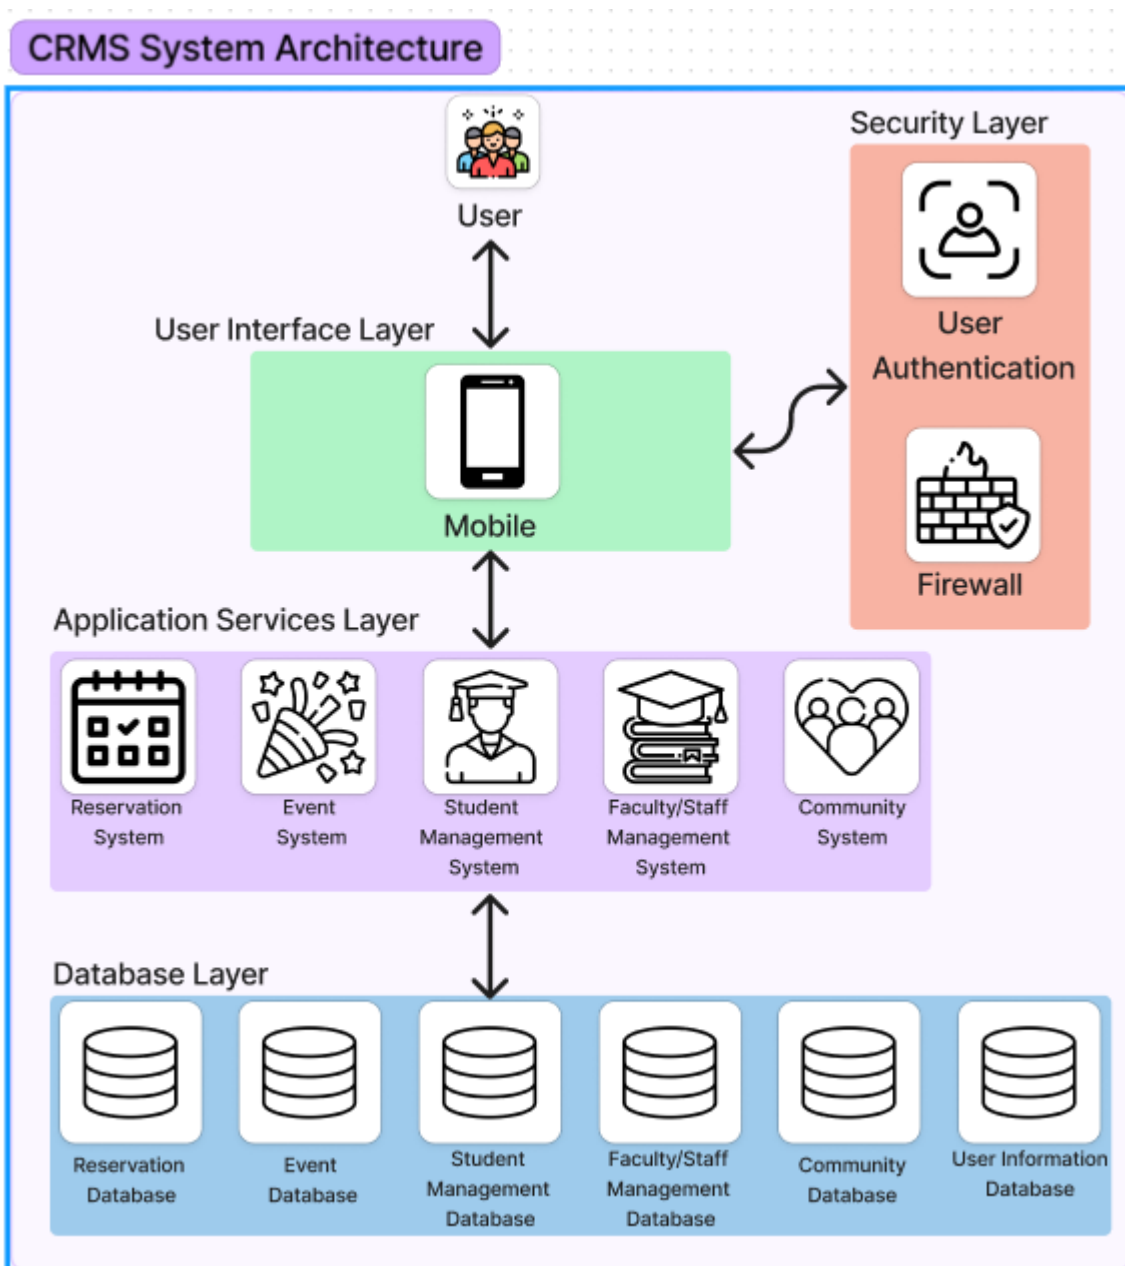 CRMS System Architecture
User
Security Layer
User
Authentication
Firewall
User Interface Layer
Mobile
Application Services Layer
Reservation
System
Event
System
Student
Management
System
Faculty/Staff
Management
System
Community
System
Database Layer
Reservation
Database
Event
Database
Student
Management
Database
Faculty/Staff
Management
Database
Community
Database
User Information
Database